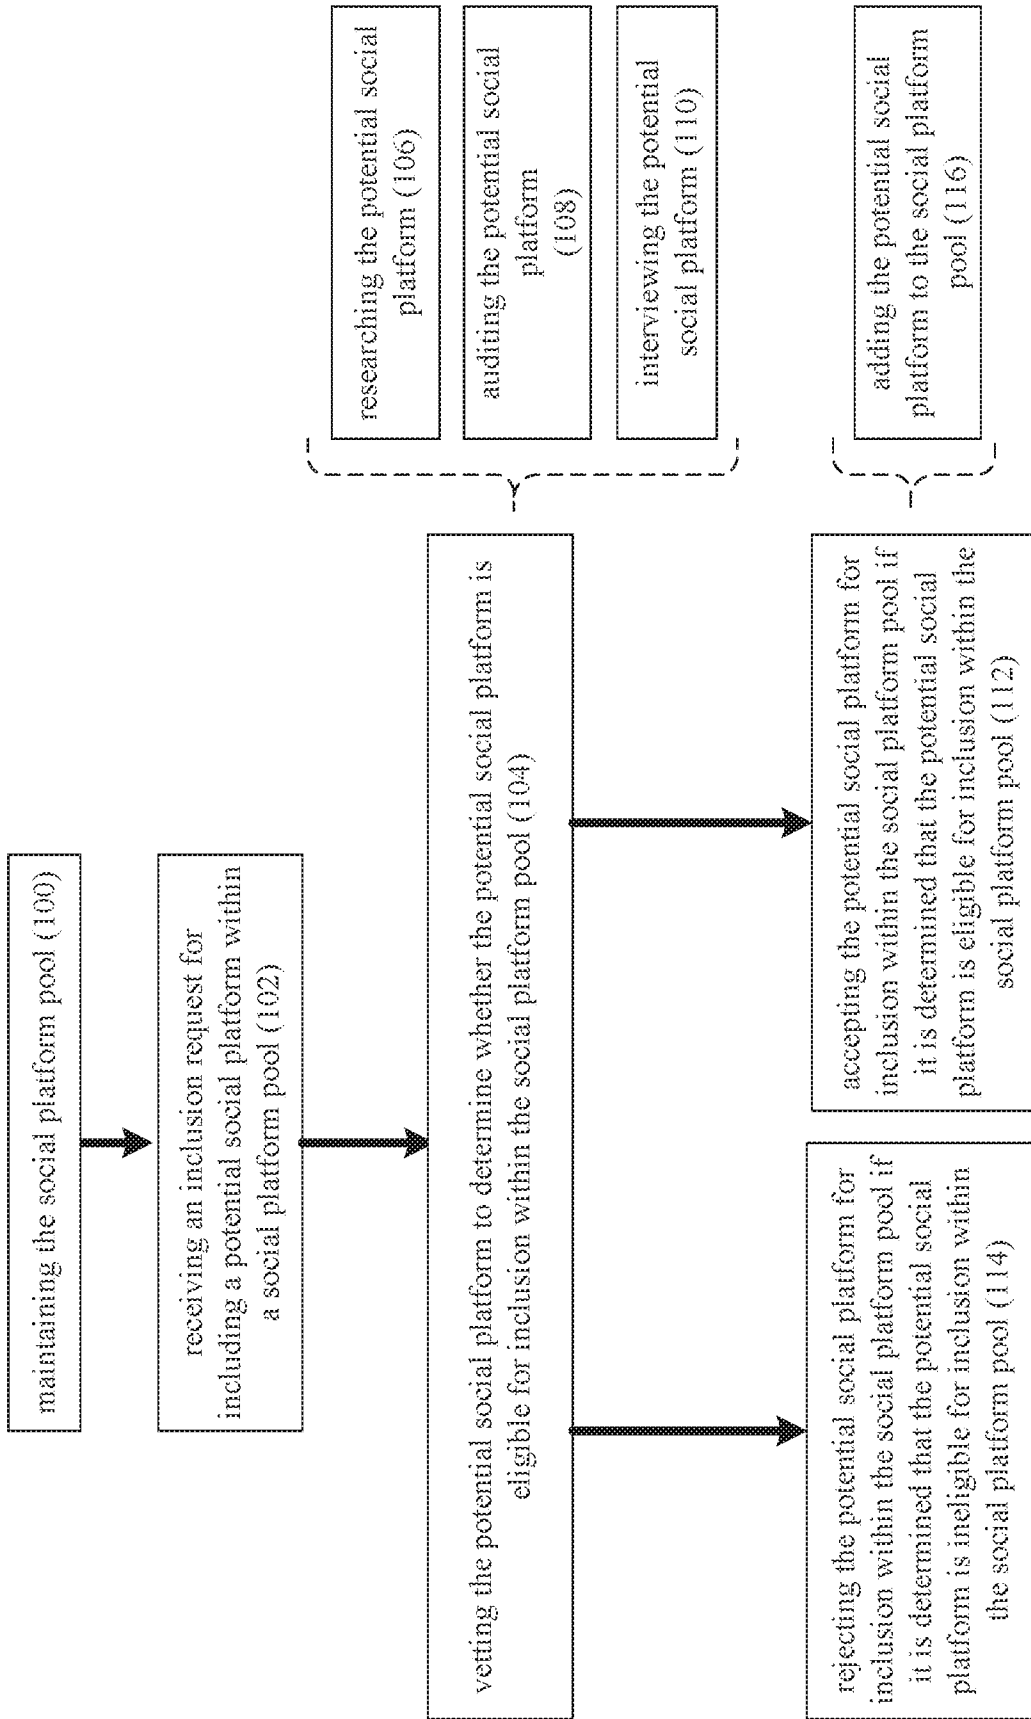 maintaining the social platform pool (100)
receiving an inclusion request for
including a potential social platform within
a social platform pool (102)
vetting the potential social platform to determine whether the potential social platform is
eligible for inclusion within the social platform pool (104)
researching the potential social
platform (106)
auditing the potential social
platform
(108)
interviewing the potential
social platform (110)
rejecting the potential social platform for
inclusion within the social platform pool if
it is determined that the potential social
platform is ineligible for inclusion within
the social platform pool (114)
accepting the potential social platform for
inclusion within the social platform pool if
it is determined that the potential social
platform is eligible for inclusion within the
social platform pool (112)
adding the potential social
platform to the social platform
pool (116)